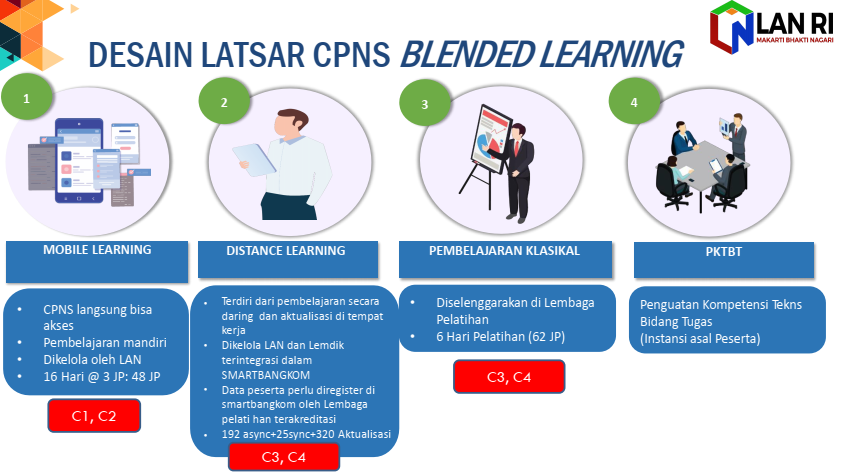 DESAIN LATSAR CPNS BLENDED LEARNING
LAN RI
MAKARTI BHAKTI NAGARI
1
2
3
4
MOBILE LEARNING
• CPNS langsung bisa
akses
• Pembelajaran mandiri
• Dikelola oleh LAN
• 16 Hari @ 3 JP: 48 JP
C1, C2
DISTANCE LEARNING
• Terdiri dari pembelajaran secara
daring dan aktualisasi di tempat
kerja
• Dikelola LAN dan Lemdik
terintegrasi dalam
SMARTBANGKOM
• Data peserta perlu diregister di
smartbangkom oleh Lembaga
pelati han terakreditasi
• 192 async+25sync+320 Aktualisasi
C3, C4
PEMBELAJARAN KLASIKAL
• Diselenggarakan di Lembaga
Pelatihan
• 6 Hari Pelatihan (62 JP)
C3, C4
PKTBT
Penguatan Kompetensi Tekns
Bidang Tugas
(Instansi asal Peserta)